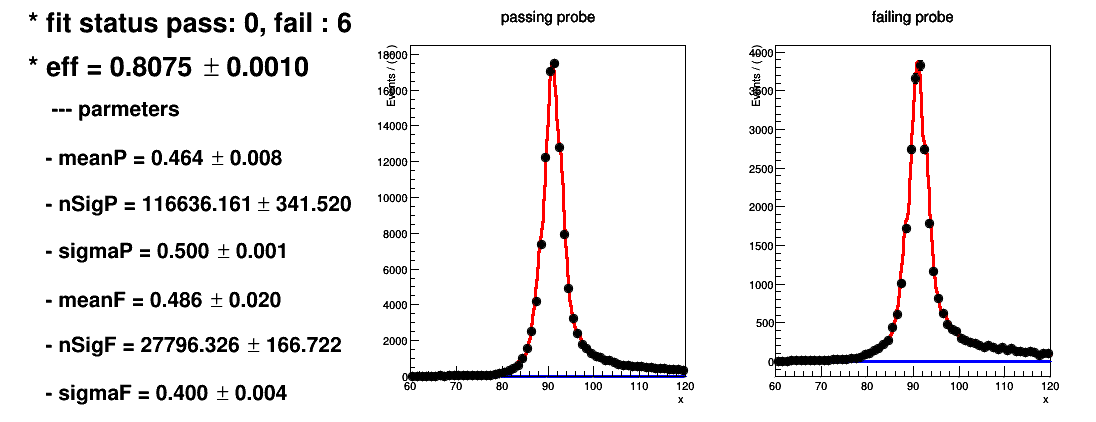 * fit status pass: 0, fail : 6
* eff = 0.8075 ± 0.0010
--- parmeters
- meanP = 0.464 ± 0.008
- nSigP = 116636.161 ± 341.520
- sigmaP = 0.500 ± 0.001
- meanF = 0.486 ± 0.020
- nSigF = 27796.326 ± 166.722
- sigmaF = 0.400 ± 0.004
passing probe
Events / ( )
18000
16000
14000
12000
10000
8000
6000
4000
2000
0
60 70 80 90 100 110 120
x
failing probe
Events / ( )
4000
3500
3000
2500
2000
1500
1000
500
0
60 70 80 90 100 110 120
x